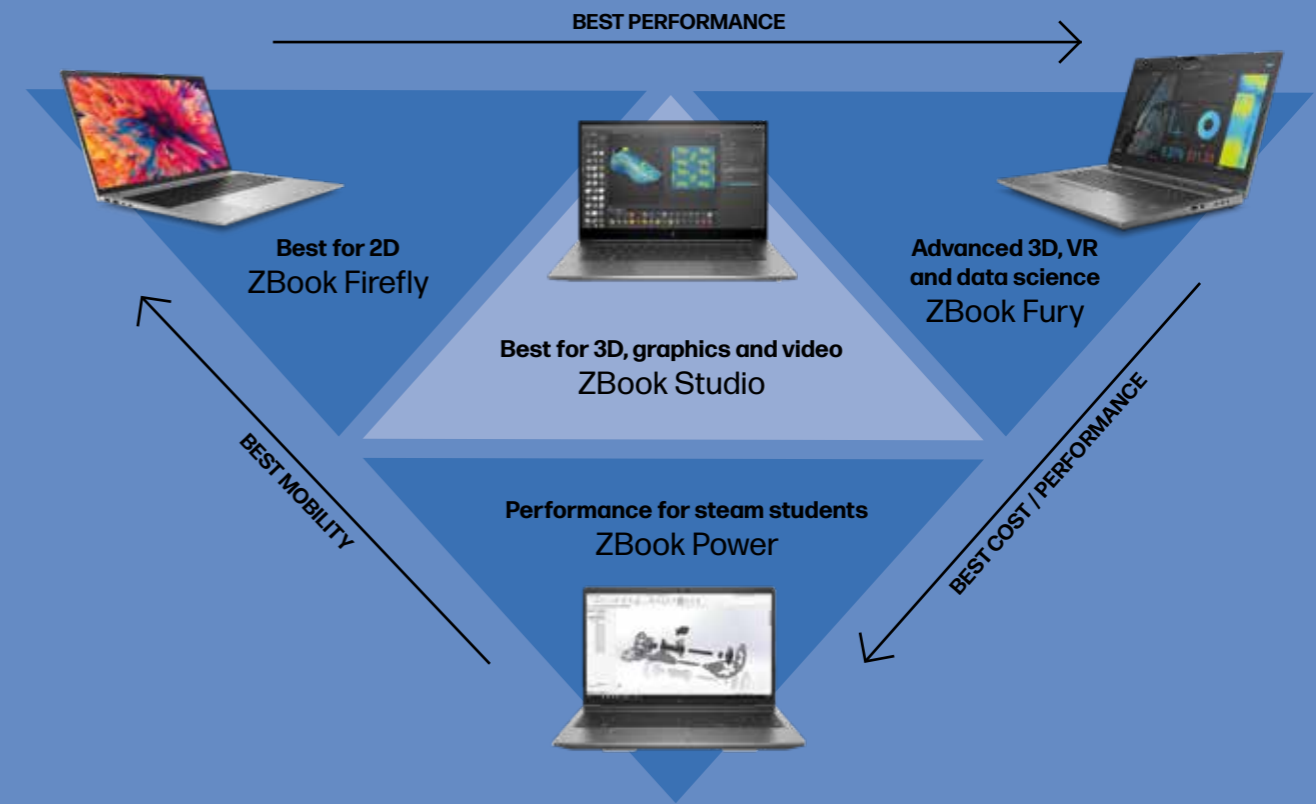 BEST PERFORMANCE
Best for 2D
ZBook Firefly
Advanced 3D, VR
and data science
ZBook Fury
Best for 3D, graphics and video
ZBook Studio
BEST MOBILITY
BEST COST / PERFORMANCE
Performance for steam students
ZBook Power